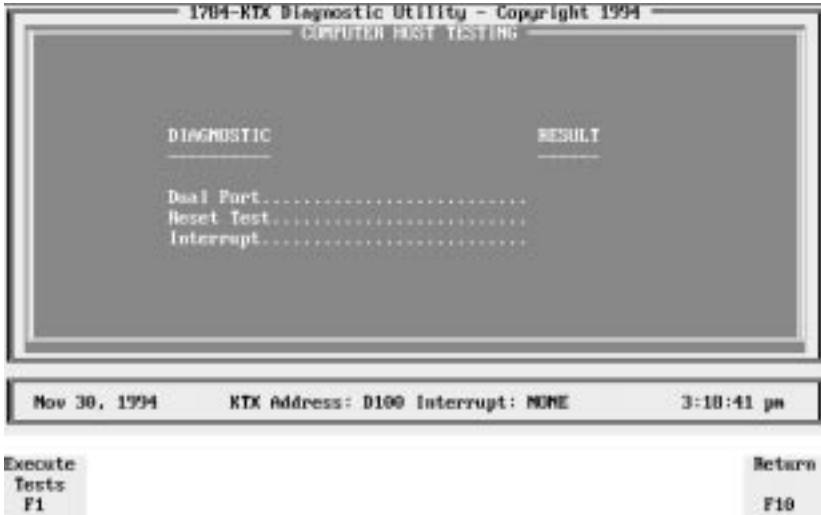 1784-KTX Diagnostic Utility - Copyright 1994
COMPUTER HOST TESTING
DIAGNOSTIC RESULT
Dual Port..........................
Reset Test.........................
Interrupt..........................
Nov 30, 1994 KTX Address: D100 Interrupt: NONE 3:18:41 pm
Execute Return
Tests
F1 F10